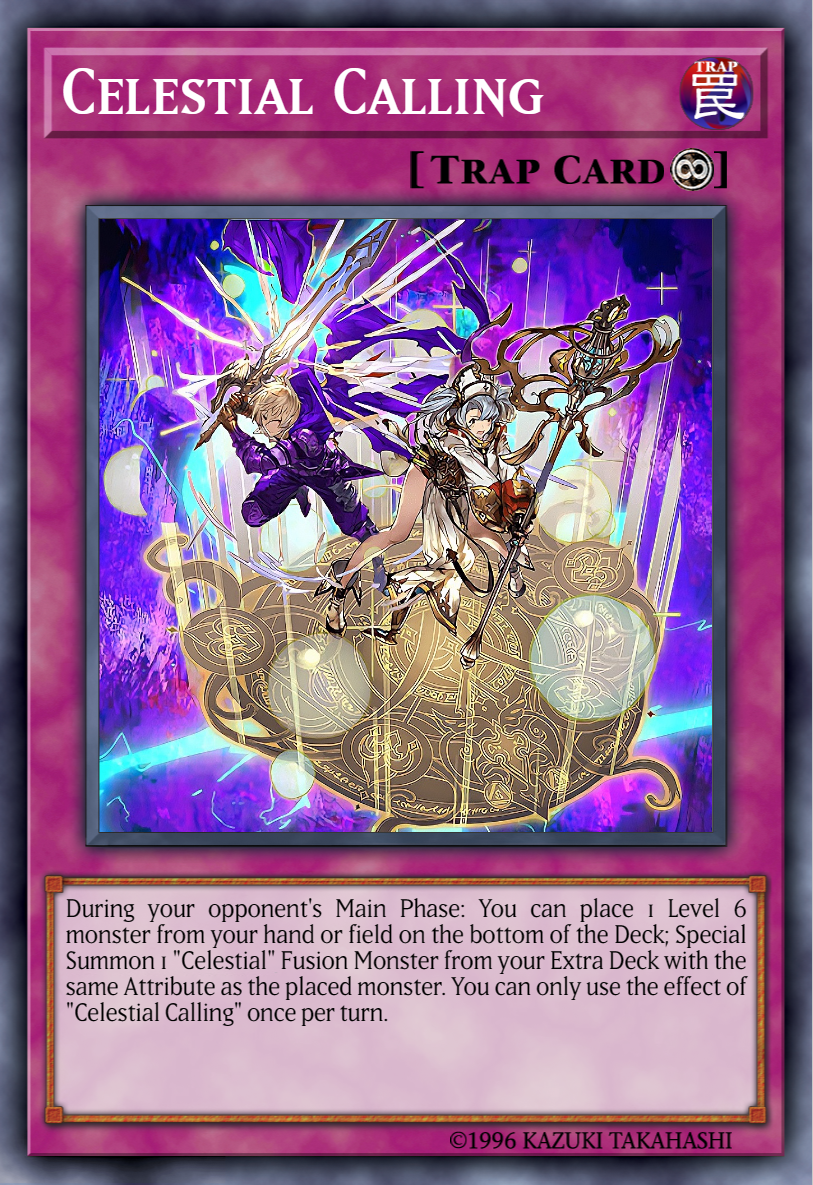 Celestial Calling
TRAP
罠
[Trap Card∞]
During your opponent's Main Phase: You can place 1 Level 6
monster from your hand or field on the bottom of the Deck; Special
Summon 1 "Celestial" Fusion Monster from your Extra Deck with the
same Attribute as the placed monster. You can only use the effect of
"Celestial Calling" once per turn.
©1996 KAZUKI TAKAHASHI